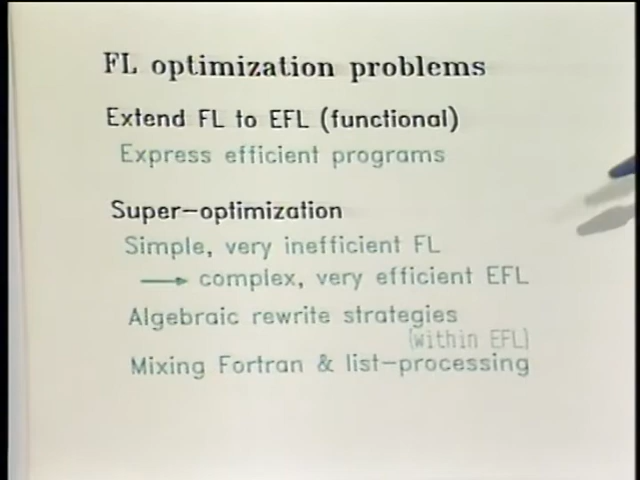 FL optimization problems
Extend FL to EFL (functional)
Express efficient programs
Super-optimization
Simple, very inefficient FL
→ complex, very efficient EFL
Algebraic rewrite strategies
(within EFL)
Mixing Fortran & list-processing